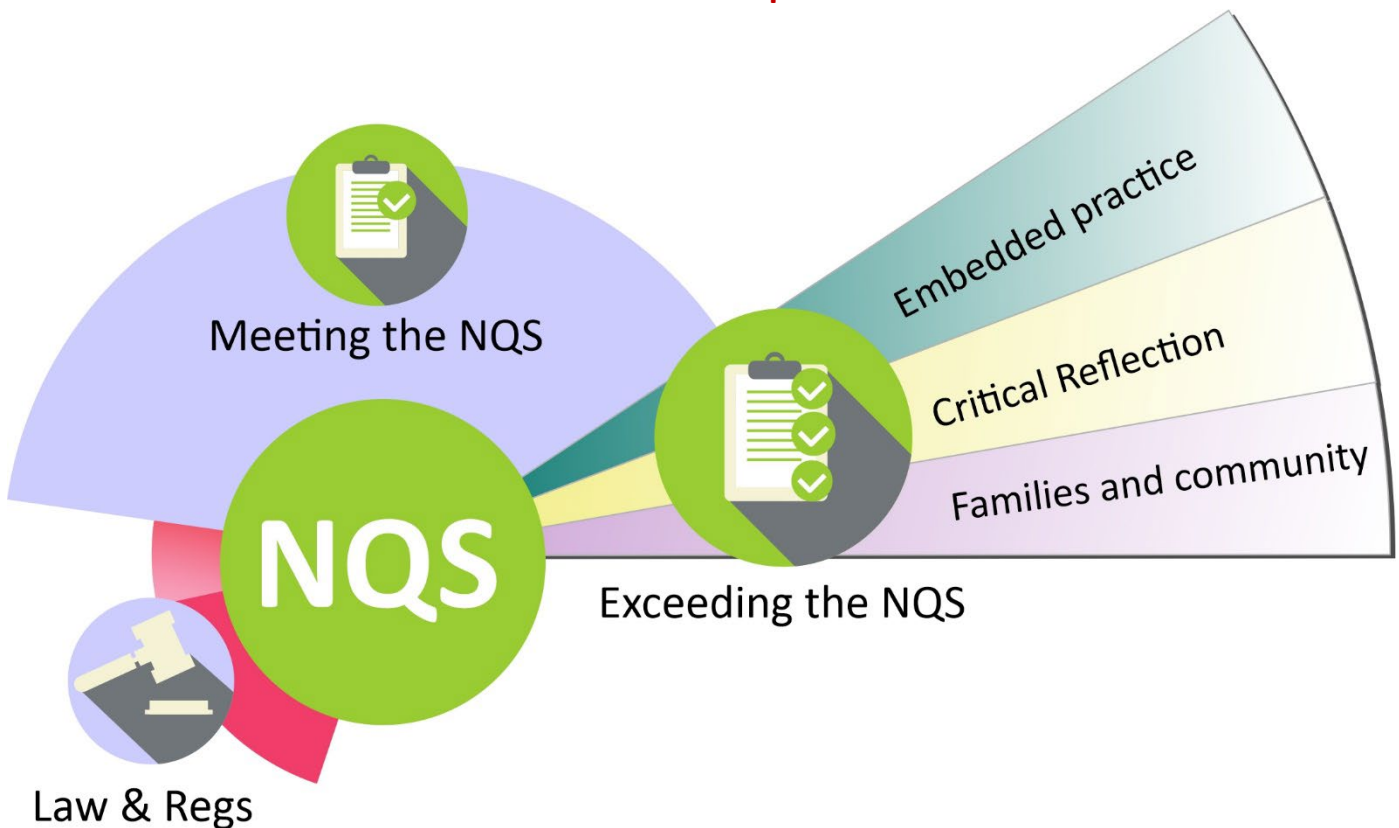 Embedded practice
Meeting the NQS
Critical Reflection
Families and community
NQS
Exceeding the NQS
Law & Regs